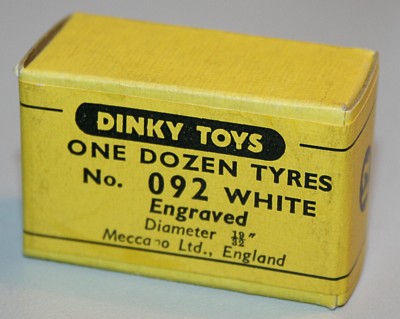 DINKY TOYS
ONE DOZEN TYRES
No. 092 WHITE
Engraved
Diameter 19/32"
Meccano Ltd., England